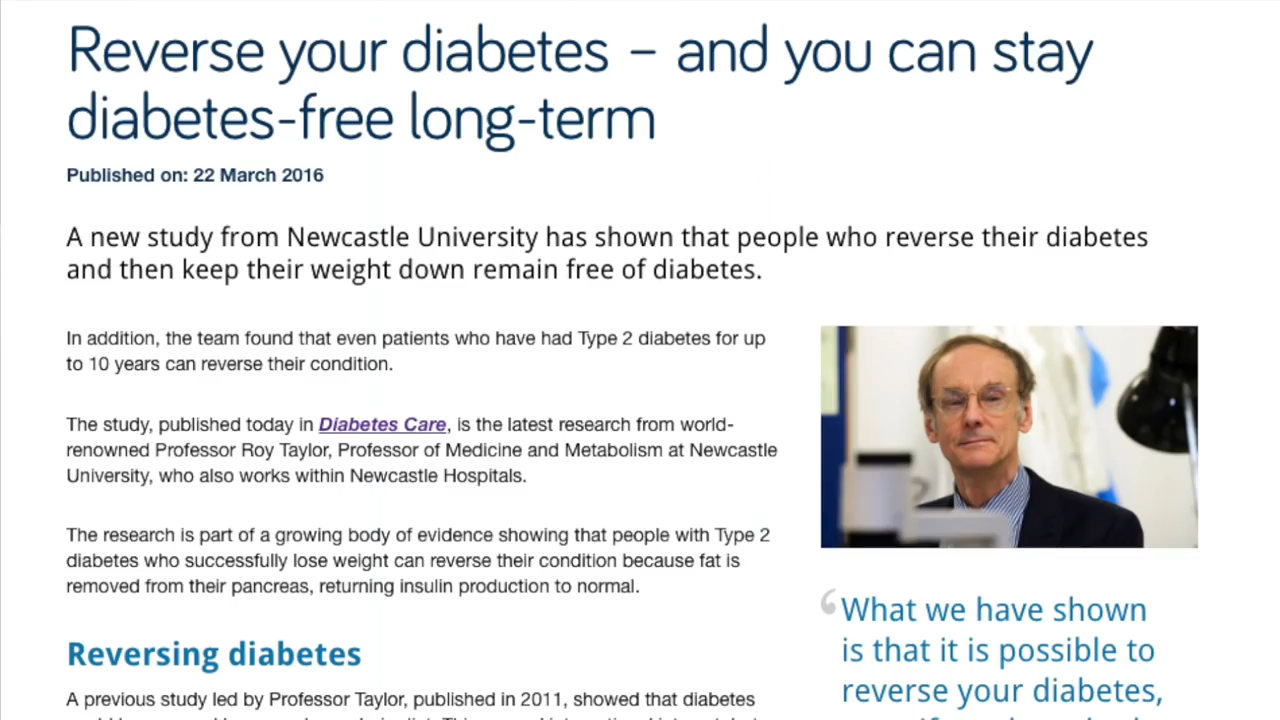 Reverse your diabetes – and you can stay
diabetes-free long-term
Published on: 22 March 2016
A new study from Newcastle University has shown that people who reverse their diabetes
and then keep their weight down remain free of diabetes.
In addition, the team found that even patients who have had Type 2 diabetes for up
to 10 years can reverse their condition.
The study, published today in Diabetes Care, is the latest research from world-
renowned Professor Roy Taylor, Professor of Medicine and Metabolism at Newcastle
University, who also works within Newcastle Hospitals.
The research is part of a growing body of evidence showing that people with Type 2
diabetes who successfully lose weight can reverse their condition because fat is
removed from their pancreas, returning insulin production to normal.
Reversing diabetes
A previous study led by Professor Taylor, published in 2011, showed that diabetes
‘What we have shown
is that it is possible to
reverse your diabetes,